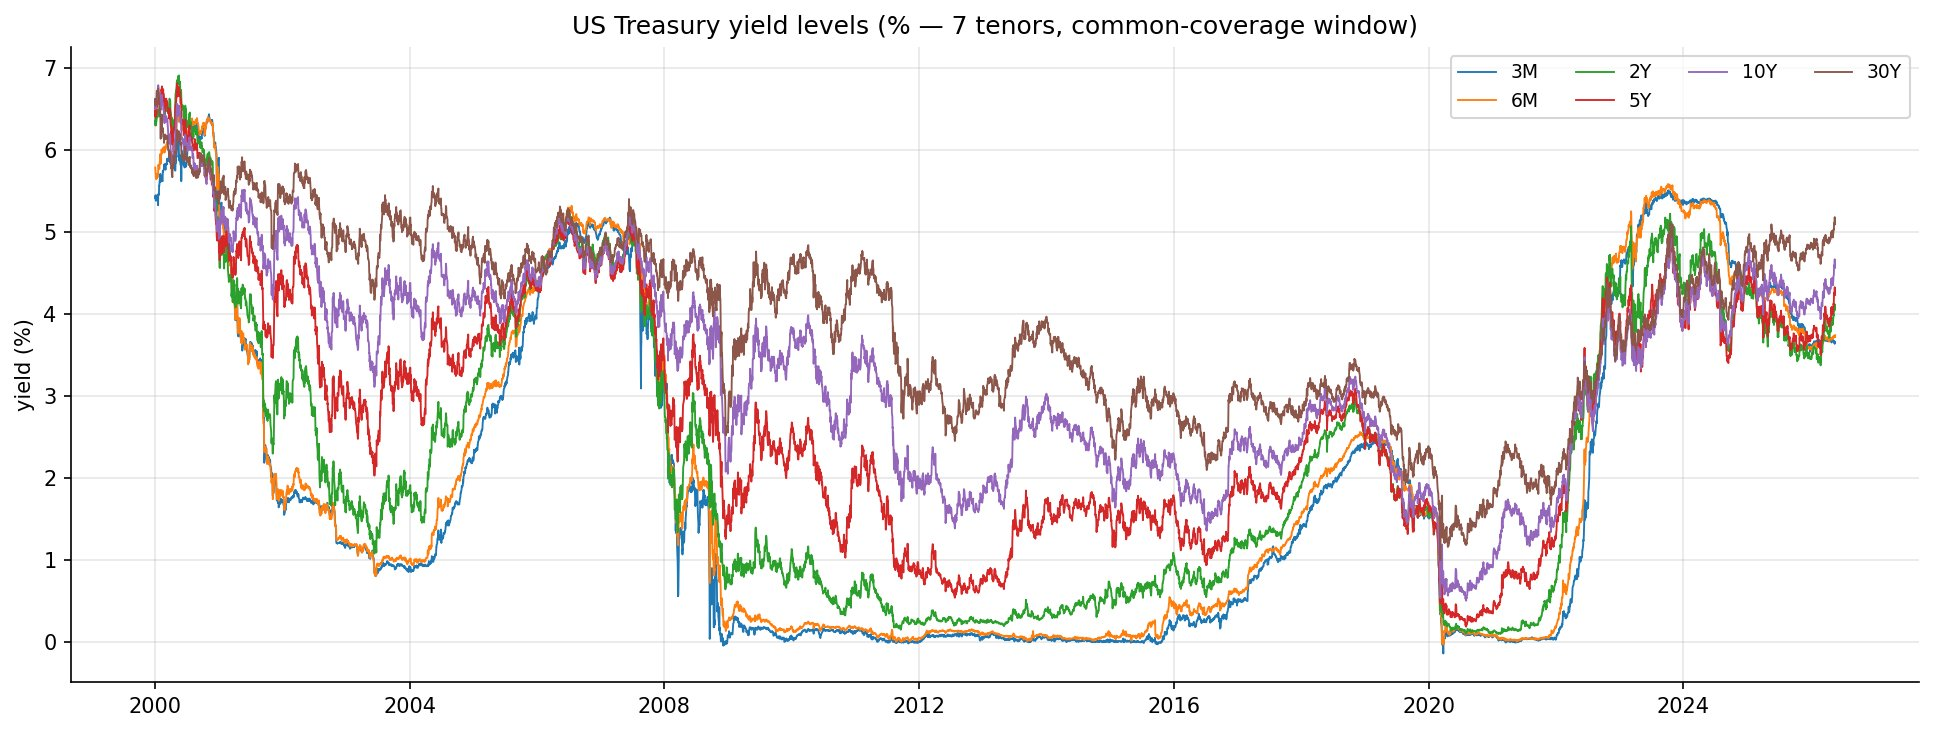 US Treasury yield levels (% — 7 tenors, common-coverage window)
3M 2Y 10Y 30Y
6M 5Y
yield (%)
7
6
5
4
3
2
1
0
2000 2004 2008 2012 2016 2020 2024